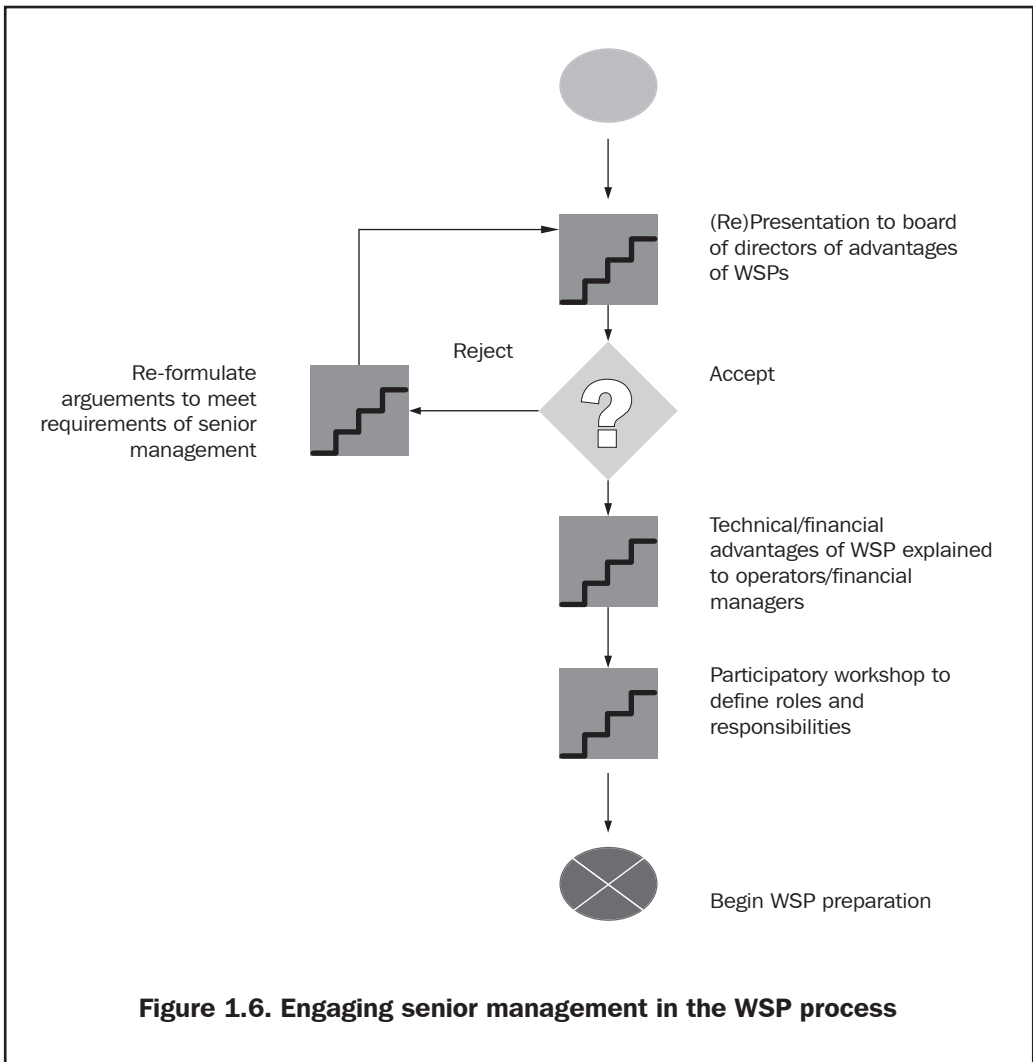 (Re)Presentation to board
of directors of advantages
of WSPs
Reject
Accept
Re-formulate
arguements to meet
requirements of senior
management
?
Technical/financial
advantages of WSP explained
to operators/financial
managers
Participatory workshop to
define roles and
responsibilities
Begin WSP preparation
Figure 1.6. Engaging senior management in the WSP process